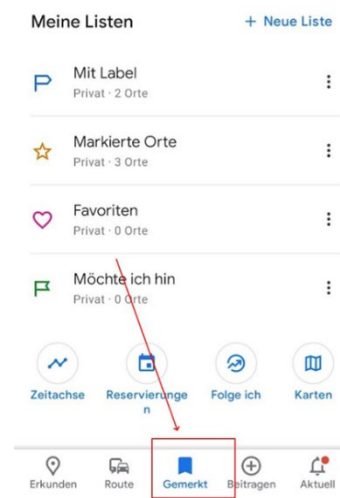 Meine Listen + Neue Liste
Mit Label
Privat · 2 Orte
Markierte Orte
Privat · 3 Orte
Favoriten
Privat · 0 Orte
Möchte ich hin
Privat · 0 Orte
Zeitachse Reservierunge Folge ich Karten
n
Erkunden Route Gemerkt Beitragen Aktuell